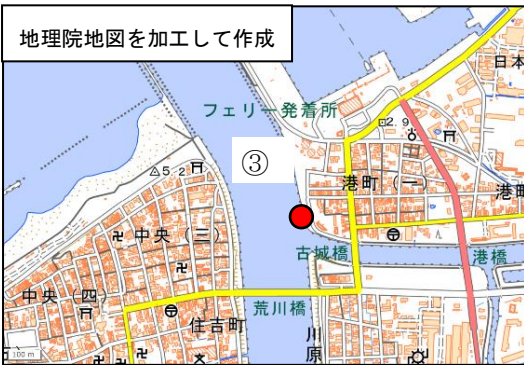 地理院地図を加工して作成
日本
フェリー発着所
2.9
5.2
③
港町(一)
港町
中央(三)
古城橋
港橋
中央(四)
荒川橋
住吉町
川原
100 m